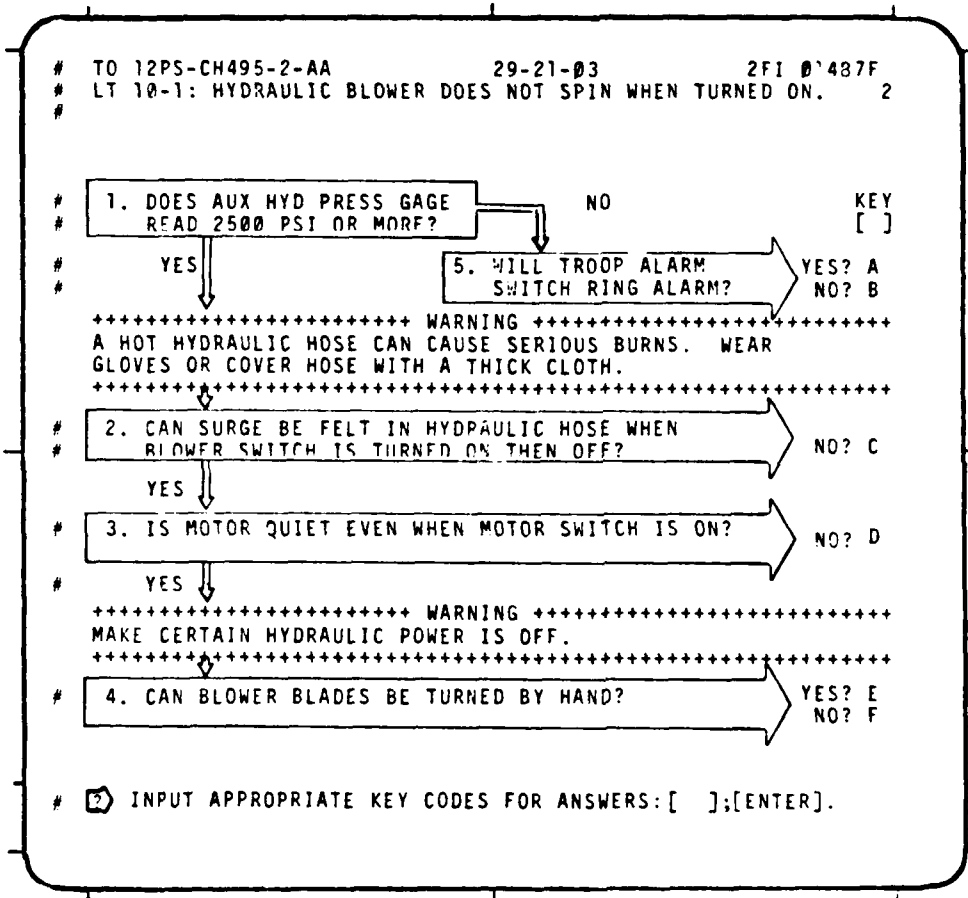 # TO 12PS-CH495-2-AA 29-21-03 2FI 0'487F
# LT 10-1: HYDRAULIC BLOWER DOES NOT SPIN WHEN TURNED ON. 2
#
# 1. DOES AUX HYD PRESS GAGE NO KEY
# READ 2500 PSI OR MORE? [ ]
# YES 5. WILL TROOP ALARM YES? A
# SWITCH RING ALARM? NO? B
++++++++++++++++++++++++ WARNING +++++++++++++++++++++++++++
A HOT HYDRAULIC HOSE CAN CAUSE SERIOUS BURNS. WEAR
GLOVES OR COVER HOSE WITH A THICK CLOTH.
++++++++++++++++++++++++++++++++++++++++++++++++++++++++++++
# 2. CAN SURGE BE FELT IN HYDRAULIC HOSE WHEN
# BLOWER SWITCH IS TURNED ON THEN OFF? NO? C
YES
# 3. IS MOTOR QUIET EVEN WHEN MOTOR SWITCH IS ON? NO? D
# YES
++++++++++++++++++++++++ WARNING +++++++++++++++++++++++++++
MAKE CERTAIN HYDRAULIC POWER IS OFF.
++++++++++++++++++++++++++++++++++++++++++++++++++++++++++++
# 4. CAN BLOWER BLADES BE TURNED BY HAND? YES? E
NO? F
# ? INPUT APPROPRIATE KEY CODES FOR ANSWERS:[ ];[ENTER].